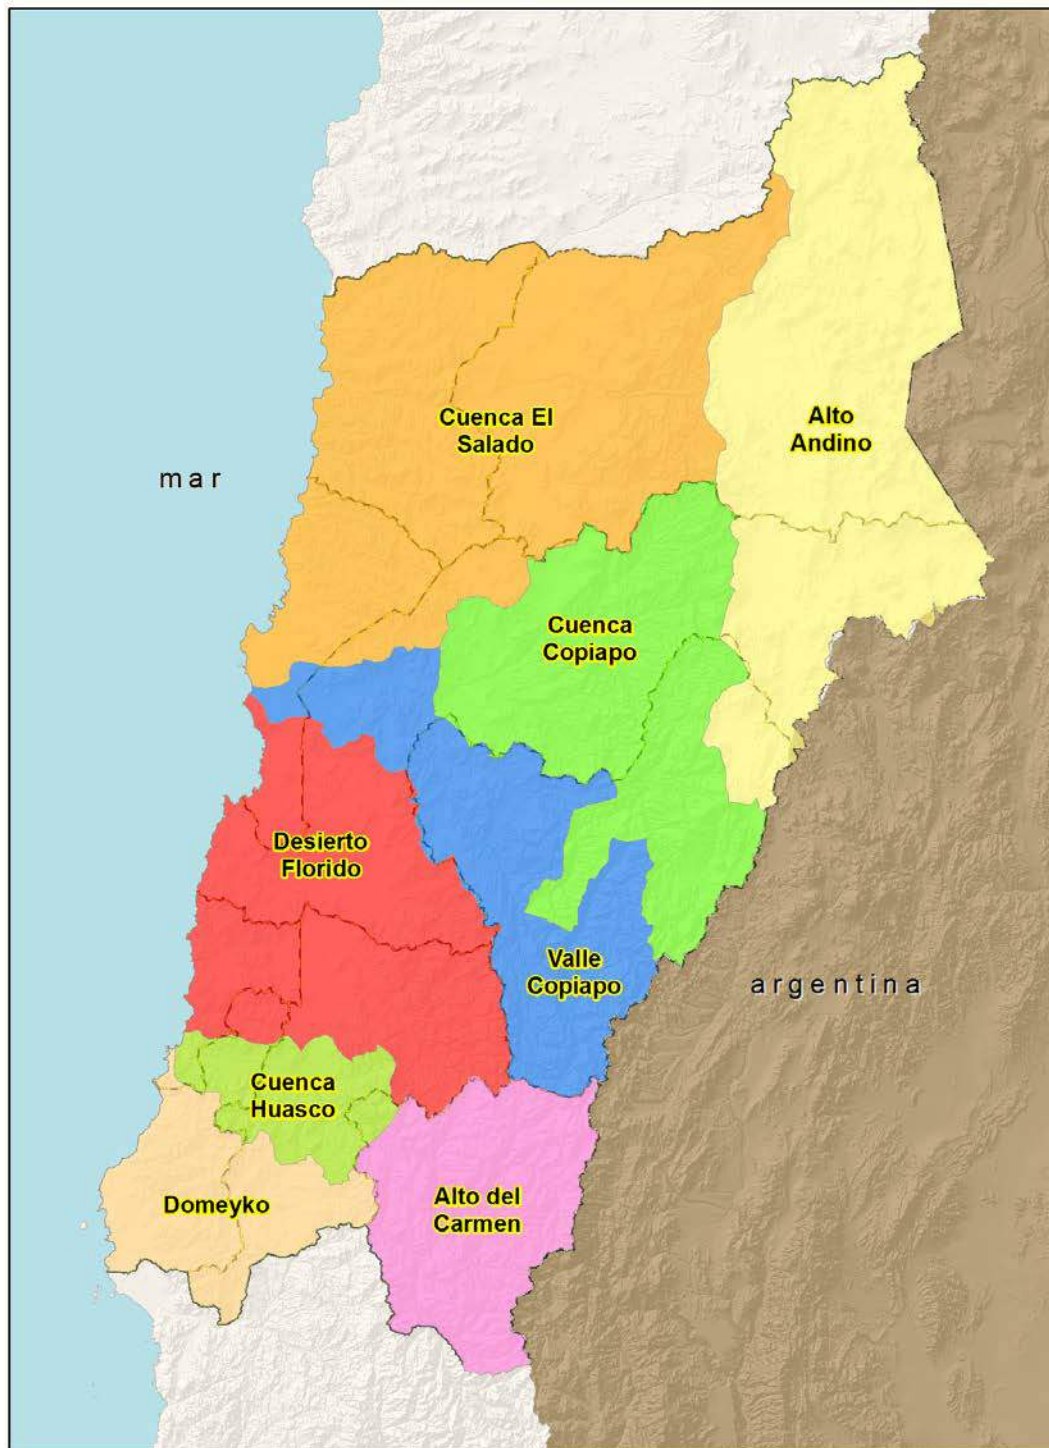 Cuenca El
Salado
Alto
Andino
mar
Cuenca
Copiapo
Desierto
Florido
Valle
Copiapo
argentina
Cuenca
Huasco
Domeyko
Alto del
Carmen